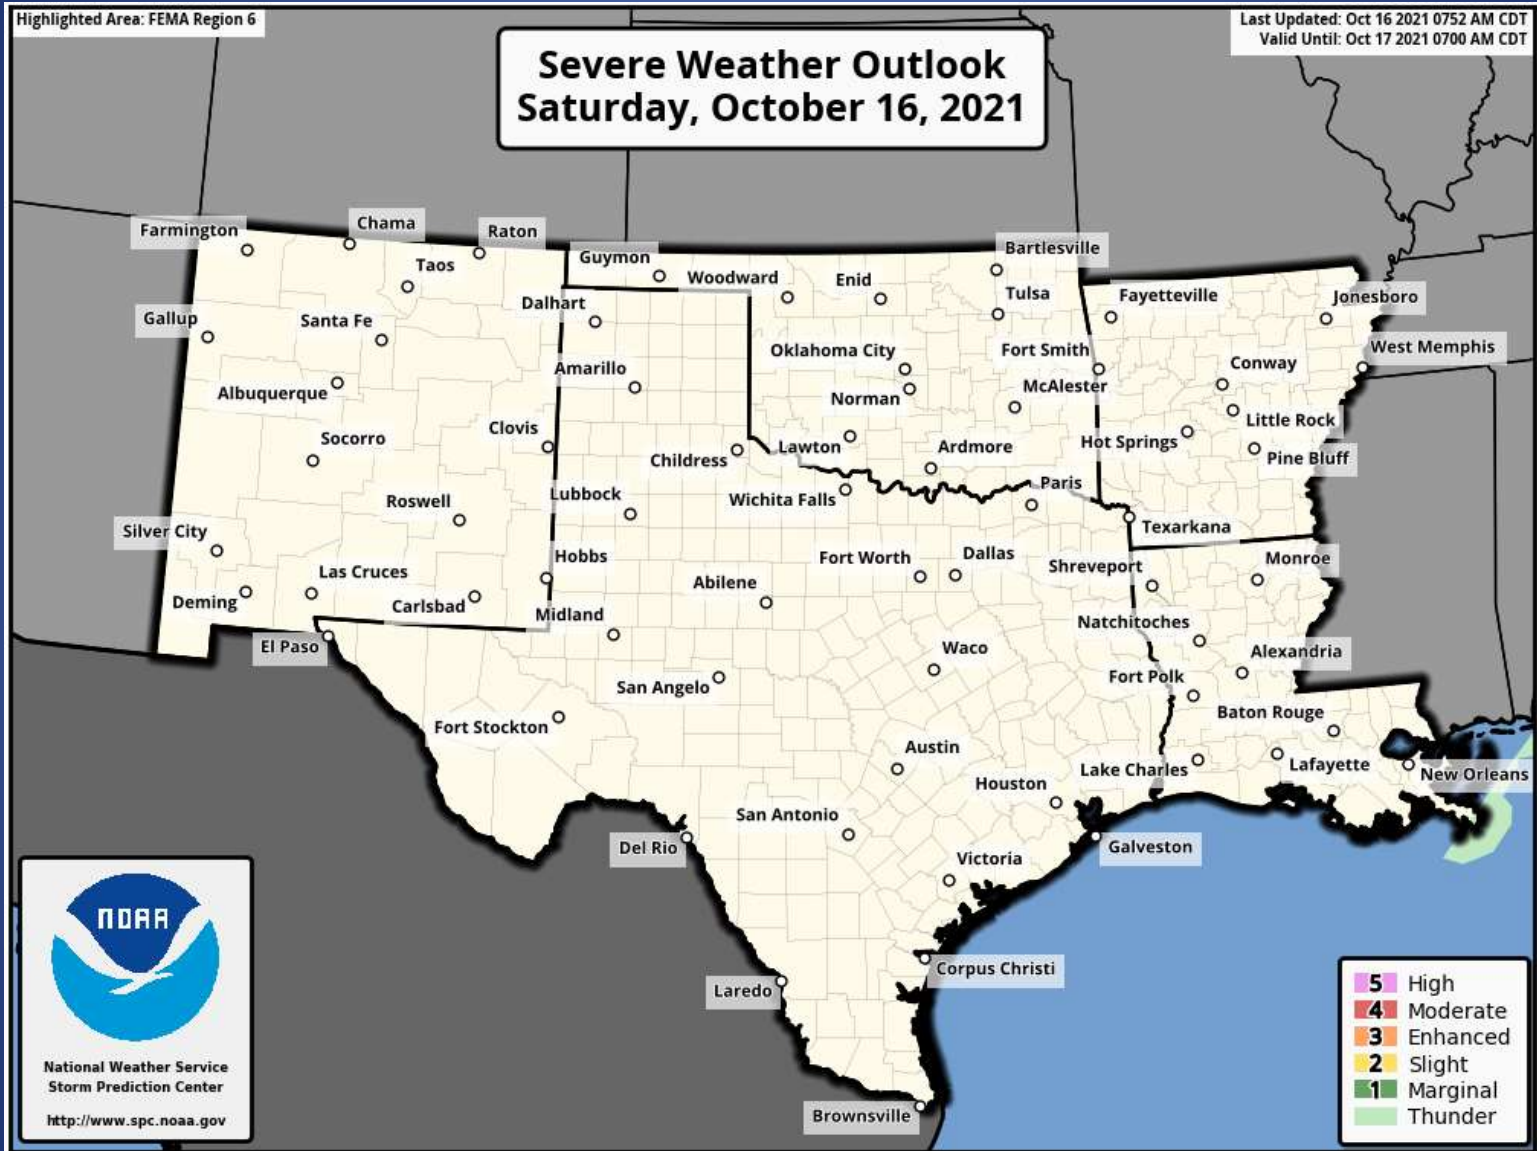 Highlighted Area: FEMA Region 6
Last Updated: Oct 16 2021 0752 AM CDT
Valid Until: Oct 17 2021 0700 AM CDT
Severe Weather Outlook
Saturday, October 16, 2021
Farmington
Chama
Raton
Taos
Guymon
Woodward
Enid
Bartlesville
Tulsa
Fayetteville
Jonesboro
Gallup
Santa Fe
Dalhart
Oklahoma City
Fort Smith
Conway
West Memphis
Albuquerque
Amarillo
Norman
McAlester
Little Rock
Socorro
Clovis
Childress
Lawton
Ardmore
Hot Springs
Pine Bluff
Roswell
Lubbock
Wichita Falls
Paris
Texarkana
Silver City
Las Cruces
Hobbs
Abilene
Fort Worth
Dallas
Shreveport
Monroe
Deming
Carlsbad
Midland
Natchitoches
El Paso
San Angelo
Waco
Fort Polk
Alexandria
Fort Stockton
Baton Rouge
Austin
Houston
Lake Charles
Lafayette
New Orleans
San Antonio
Del Rio
Victoria
Galveston
Laredo
Corpus Christi
Brownsville
NOAA
National Weather Service
Storm Prediction Center
http://www.spc.noaa.gov
5 High
4 Moderate
3 Enhanced
2 Slight
1 Marginal
Thunder